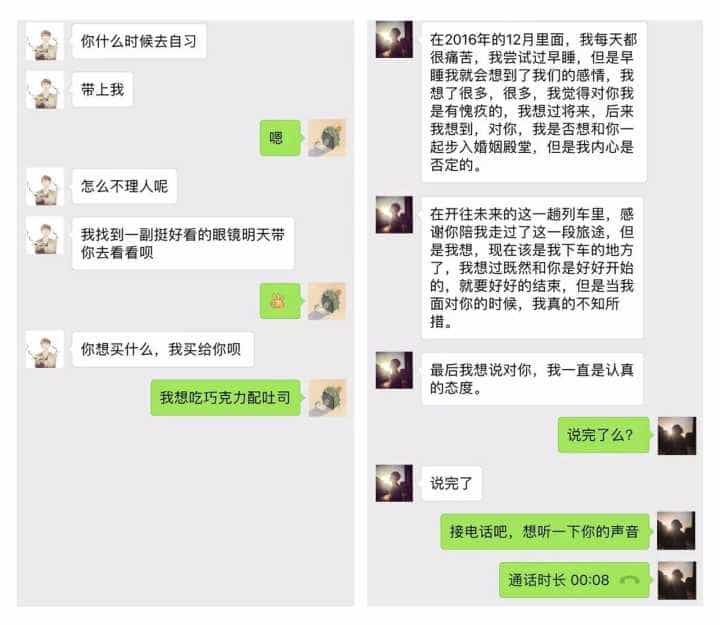 你什么时候去自习
带上我
嗯
怎么不理人呢
我找到一副挺好看的眼镜明天带
你去看看呗
你想买什么，我买给你呗
我想吃巧克力配吐司
在2016年的12月里面，我每天都
很痛苦，我尝试过早睡，但是早
睡我就会想到了我们的感情，我
想了很多，很多，我觉得对你我
是有愧疚的，我想过将来，后来
我想到，对你，我是否想和你一
起步入婚姻殿堂，但是我内心是
否定的。
在开往未来的这一趟列车里，感
谢你陪我走过了这一段旅途，但
是我想，现在该是我下车的地方
了，我想过既然和你是好好开始
的，就要好好的结束，但是当我
面对你的时候，我真的不知所
措。
最后我想说对你，我一直是认真
的态度。
说完了么？
说完了
接电话吧，想听一下你的声音
通话时长 00:08